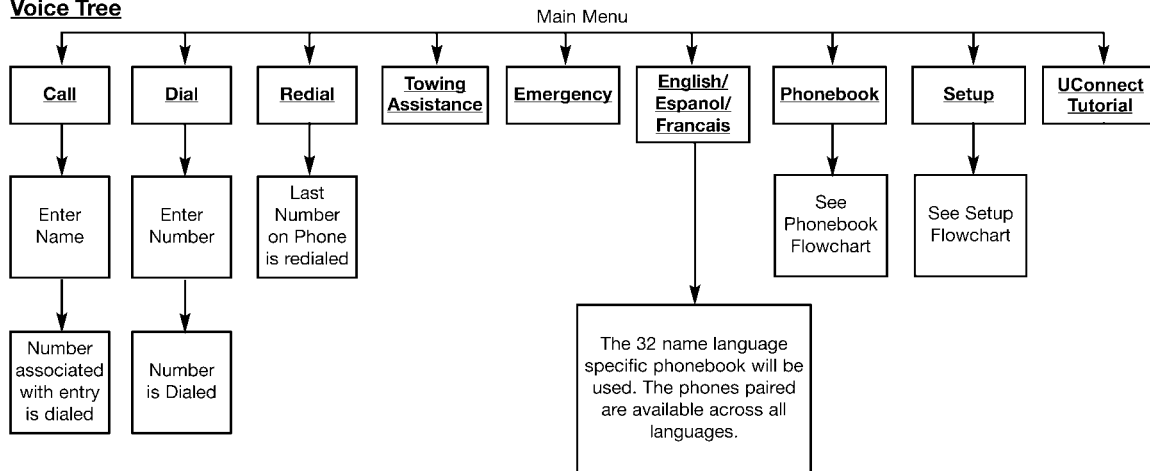 Voice Tree
Main Menu
Call
Dial
Redial
Towing
Assistance
Emergency
English/
Espanol/
Francais
Phonebook
Setup
UConnect
Tutorial
Enter
Name
Enter
Number
Last
Number
on Phone
is redialed
See
Phonebook
Flowchart
See Setup
Flowchart
Number
associated
with entry
is dialed
Number
is Dialed
The 32 name language
specific phonebook will be
used. The phones paired
are available across all
languages.